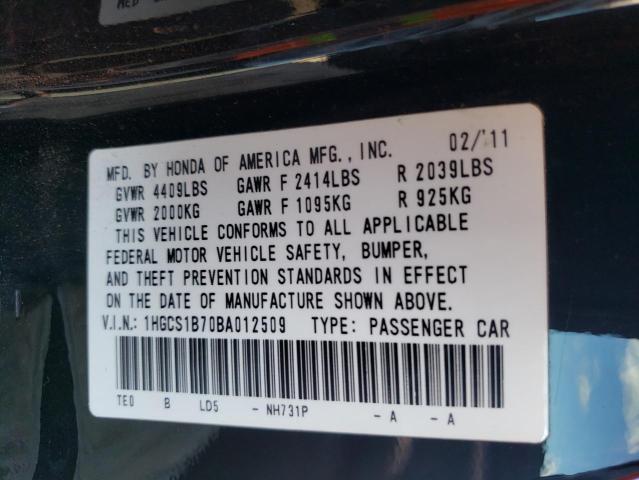 MFD. BY HONDA OF AMERICA MFG., INC. 02/'11
GVWR 4409LBS GAWR F 2414LBS R 2039LBS
GVWR 2000KG GAWR F 1095KG R 925KG
THIS VEHICLE CONFORMS TO ALL APPLICABLE
FEDERAL MOTOR VEHICLE SAFETY, BUMPER,
AND THEFT PREVENTION STANDARDS IN EFFECT
ON THE DATE OF MANUFACTURE SHOWN ABOVE.
V.I.N.: 1HGCS1B70BA012509 TYPE: PASSENGER CAR
TE0 B LD5 - NH731P - A - A